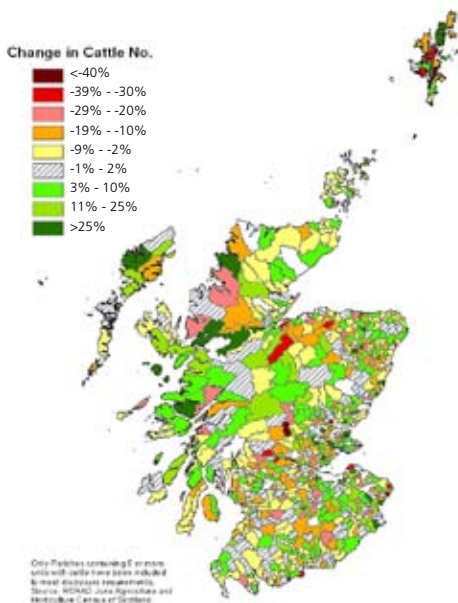 Change in Cattle No.
<-40%
-39% - -30%
-29% - -20%
-19% - -10%
-9% - -2%
-1% - 2%
3% - 10%
11% - 25%
>25%
Only Parishes containing 5 or more
units with cattle have been included
to meet disclosure requirements.
Source: June Agriculture and
Horticulture Census of Scotland